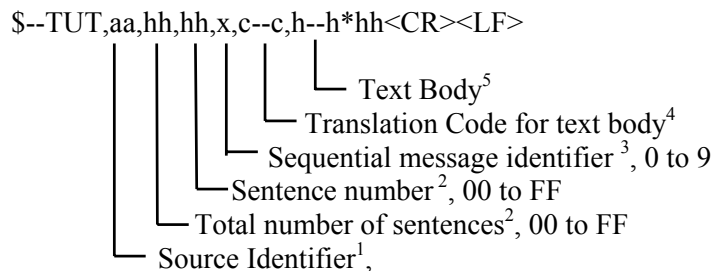 $--TUT,aa,hh,hh,x,c--c,h--h*hh<CR><LF>
Text Body⁵
Translation Code for text body⁴
Sequential message identifier ³, 0 to 9
Sentence number ², 00 to FF
Total number of sentences², 00 to FF
Source Identifier¹,